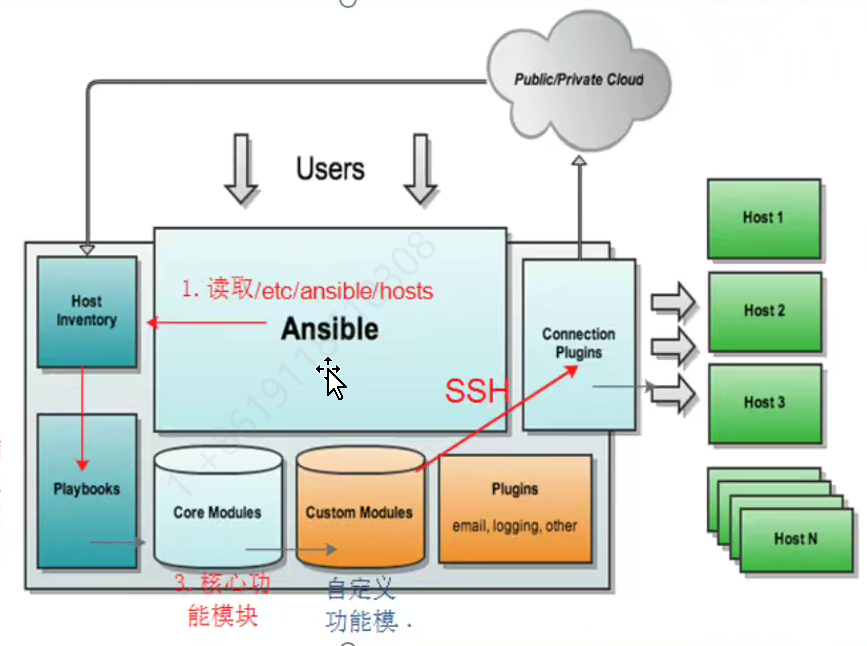 Public/Private Cloud
Users
Host 1
1. 读取/etc/ansible/hosts
Host
Inventory
Ansible
Host 2
Connection
Plugins
SSH
Host 3
Playbooks
Core Modules
Custom Modules
Plugins
email, logging, other
Host N
3. 核心功
能模块
自定义
功能模 .